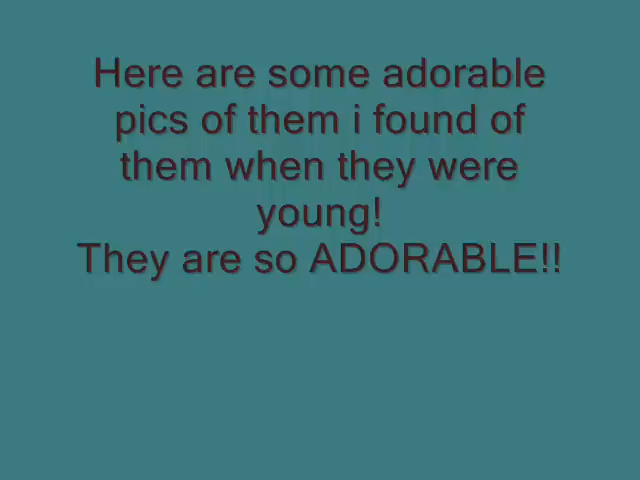 Here are some adorable
pics of them i found of
them when they were
young!
They are so ADORABLE!!